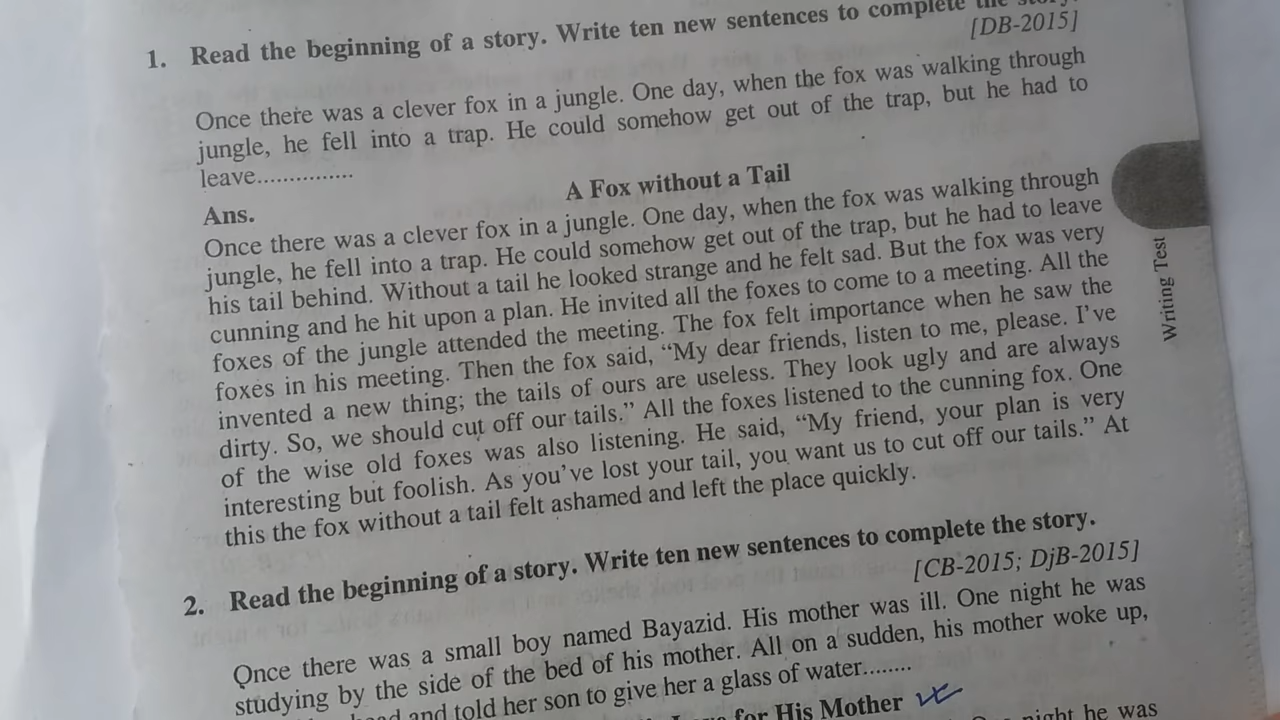 1. Read the beginning of a story. Write ten new sentences to complete the story.
[DB-2015]
Once there was a clever fox in a jungle. One day, when the fox was walking through
jungle, he fell into a trap. He could somehow get out of the trap, but he had to
leave...............
A Fox without a Tail
Ans.
Once there was a clever fox in a jungle. One day, when the fox was walking through
jungle, he fell into a trap. He could somehow get out of the trap, but he had to leave
his tail behind. Without a tail he looked strange and he felt sad. But the fox was very
cunning and he hit upon a plan. He invited all the foxes to come to a meeting. All the
foxes of the jungle attended the meeting. The fox felt importance when he saw the
foxes in his meeting. Then the fox said, “My dear friends, listen to me, please. I’ve
invented a new thing; the tails of ours are useless. They look ugly and are always
dirty. So, we should cut off our tails.” All the foxes listened to the cunning fox. One
of the wise old foxes was also listening. He said, “My friend, your plan is very
interesting but foolish. As you’ve lost your tail, you want us to cut off our tails.” At
this the fox without a tail felt ashamed and left the place quickly.
Writing Test
2. Read the beginning of a story. Write ten new sentences to complete the story.
[CB-2015; DjB-2015]
Once there was a small boy named Bayazid. His mother was ill. One night he was
studying by the side of the bed of his mother. All on a sudden, his mother woke up,
and told her son to give her a glass of water........
for His Mother
night he was